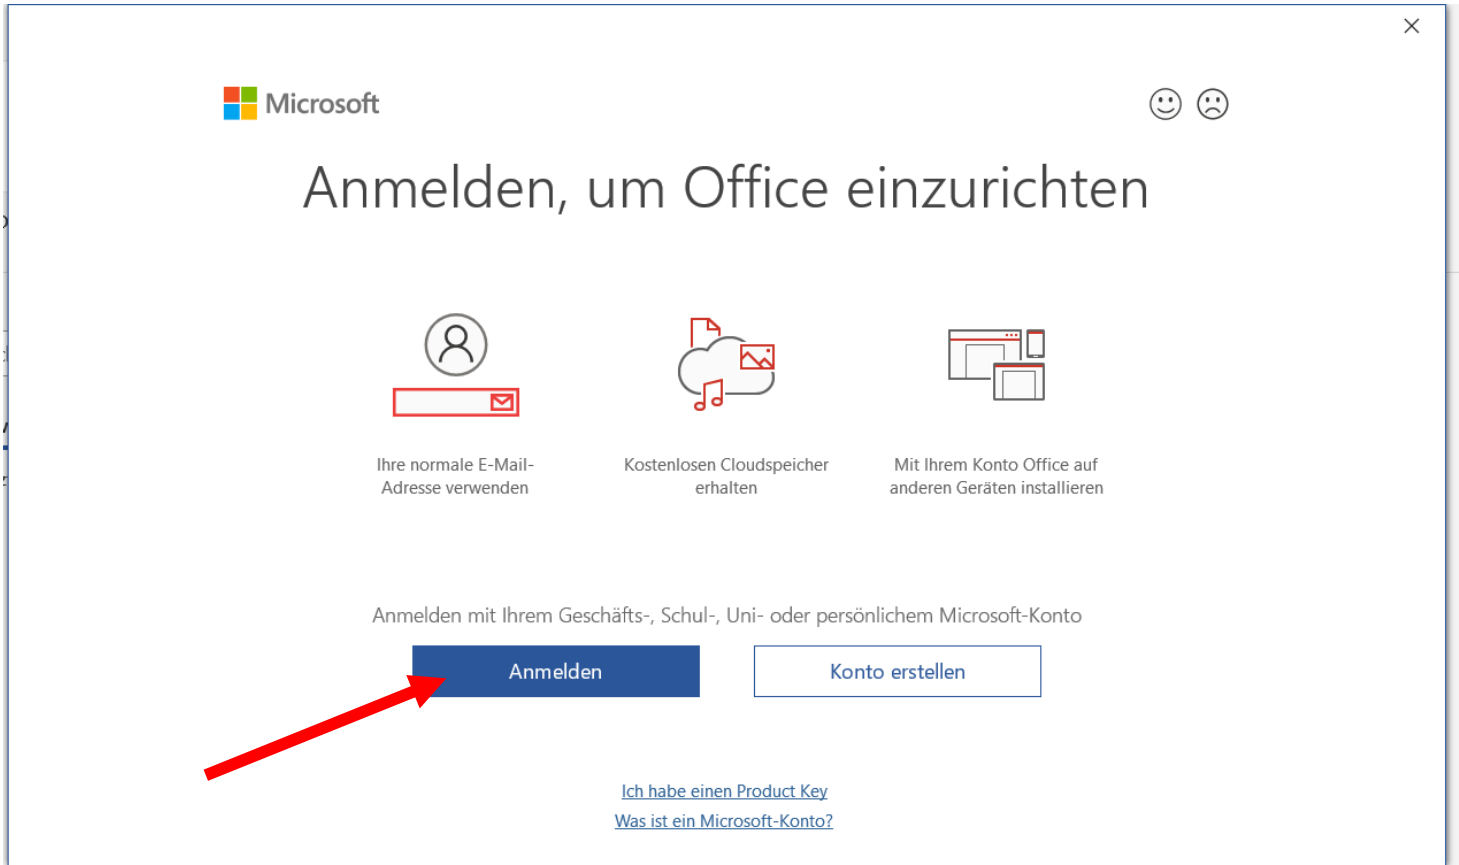 Microsoft
Anmelden, um Office einzurichten
Ihre normale E-Mail-
Adresse verwenden
Kostenlosen Cloudspeicher
erhalten
Mit Ihrem Konto Office auf
anderen Geräten installieren
Anmelden mit Ihrem Geschäfts-, Schul-, Uni- oder persönlichem Microsoft-Konto
Anmelden
Konto erstellen
Ich habe einen Product Key
Was ist ein Microsoft-Konto?